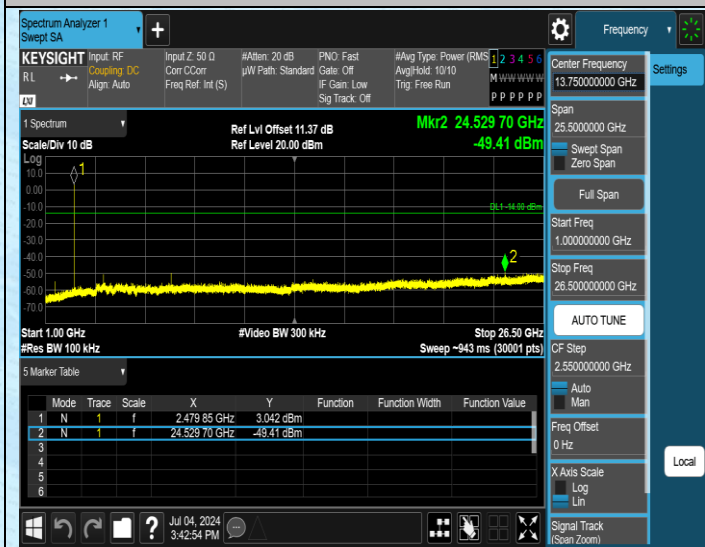 Spectrum Analyzer 1
Swept SA
+
Frequency
KEYSIGHT
RL
LXI
Input: RF
Coupling: DC
Align: Auto
Input Z: 50 Ω
Corr CCorr
Freq Ref: Int (S)
#Atten: 20 dB
µW Path: Standard
PNO: Fast
Gate: Off
IF Gain: Low
Sig Track: Off
#Avg Type: Power (RMS
Avg|Hold: 10/10
Trig: Free Run
1 2 3 4 5 6
M W W W W W
P P P P P P
1 Spectrum
Scale/Div 10 dB
Ref Lvl Offset 11.37 dB
Ref Level 20.00 dBm
Mkr2 24.529 70 GHz
-49.41 dBm
Log
10.0
0.00
-10.0
-20.0
-30.0
-40.0
-50.0
-60.0
-70.0
1
DL1 -14.00 dBm
2
Start 1.00 GHz
#Res BW 100 kHz
#Video BW 300 kHz
Stop 26.50 GHz
Sweep ~943 ms (30001 pts)
5 Marker Table
Mode Trace Scale X Y Function Function Width Function Value
1 N 1 f 2.479 85 GHz 3.042 dBm
2 N 1 f 24.529 70 GHz -49.41 dBm
3
4
5
6
Jul 04, 2024
3:42:54 PM
?
Center Frequency
13.750000000 GHz
Settings
Span
25.5000000 GHz
Swept Span
Zero Span
Full Span
Start Freq
1.000000000 GHz
Stop Freq
26.500000000 GHz
AUTO TUNE
CF Step
2.550000000 GHz
Auto
Man
Freq Offset
0 Hz
X Axis Scale
Log
Lin
Signal Track
(Span Zoom)
Local